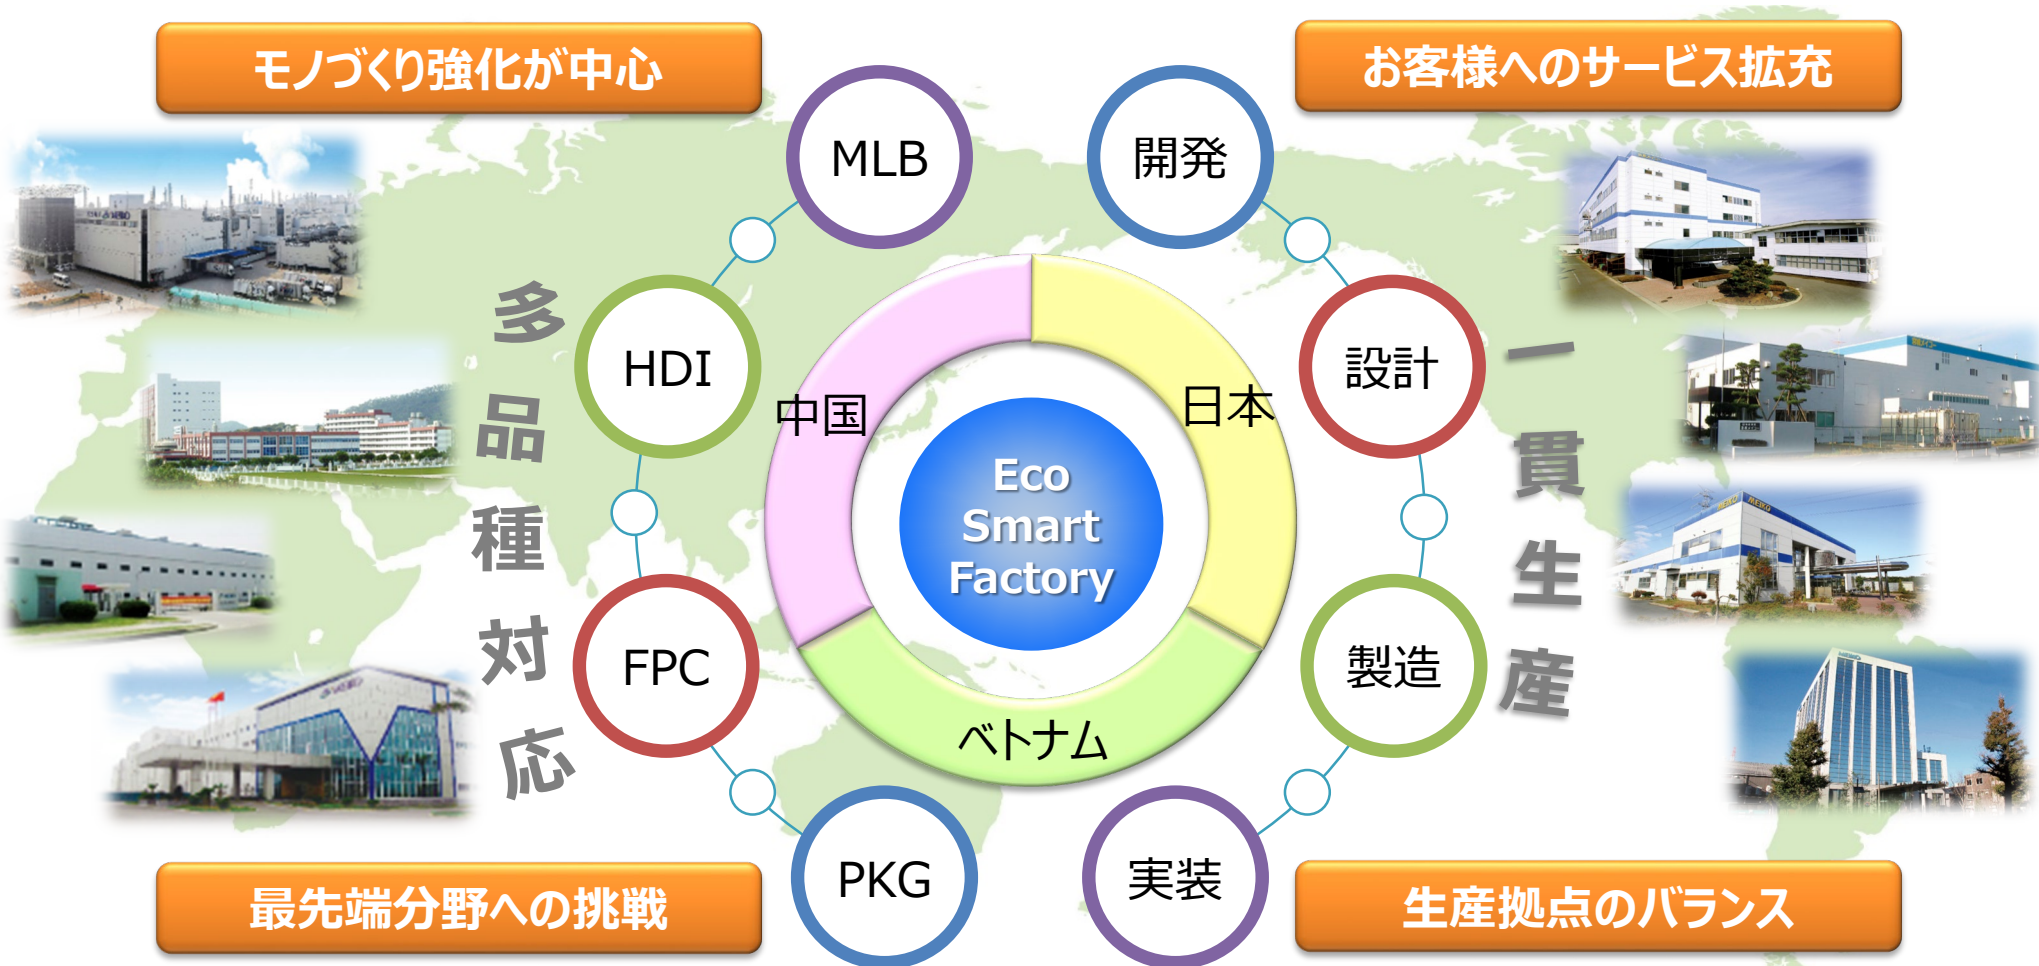 モノづくり強化が中心
お客様へのサービス拡充
MLB
HDI
FPC
PKG
多品種対応
中国
日本
ベトナム
Eco
Smart
Factory
開発
設計
製造
実装
一貫生産
MEIKO
最先端分野への挑戦
生産拠点のバランス